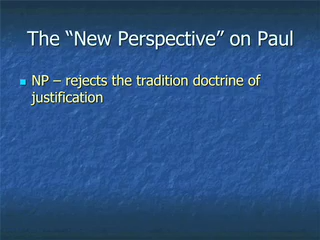 The “New Perspective” on Paul
NP – rejects the tradition doctrine of
justification